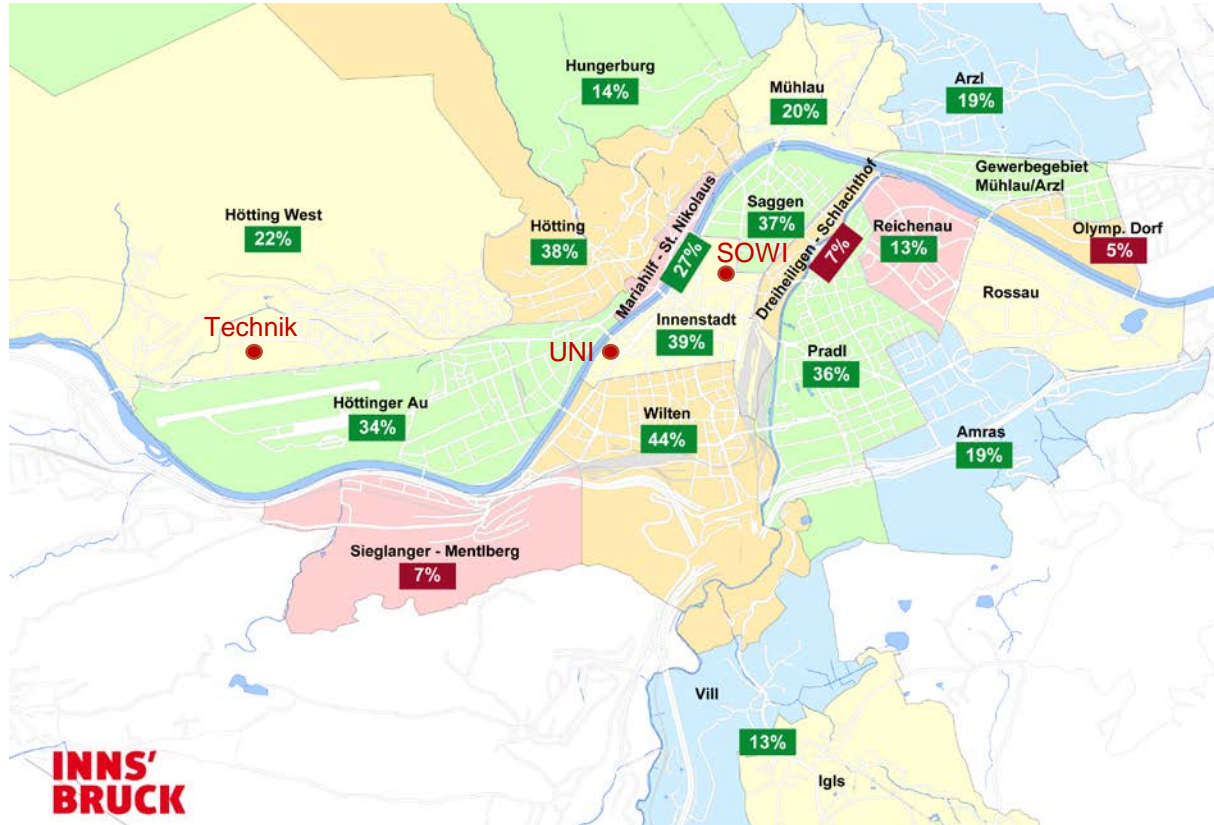 Hungerburg
14%
Mühlau
20%
Arzl
19%
Gewerbegebiet
Mühlau/Arzl
Hötting West
22%
Hötting
38%
Mariahilf - St. Nikolaus
27%
Saggen
37%
SOWI
Dreiheiligen - Schlachthof
7%
Reichenau
13%
Olymp. Dorf
5%
Rossau
Technik
UNI
Innenstadt
39%
Pradl
36%
Höttinger Au
34%
Wilten
44%
Amras
19%
Sieglanger - Mentlberg
7%
Vill
13%
Igls
INNS'
BRUCK